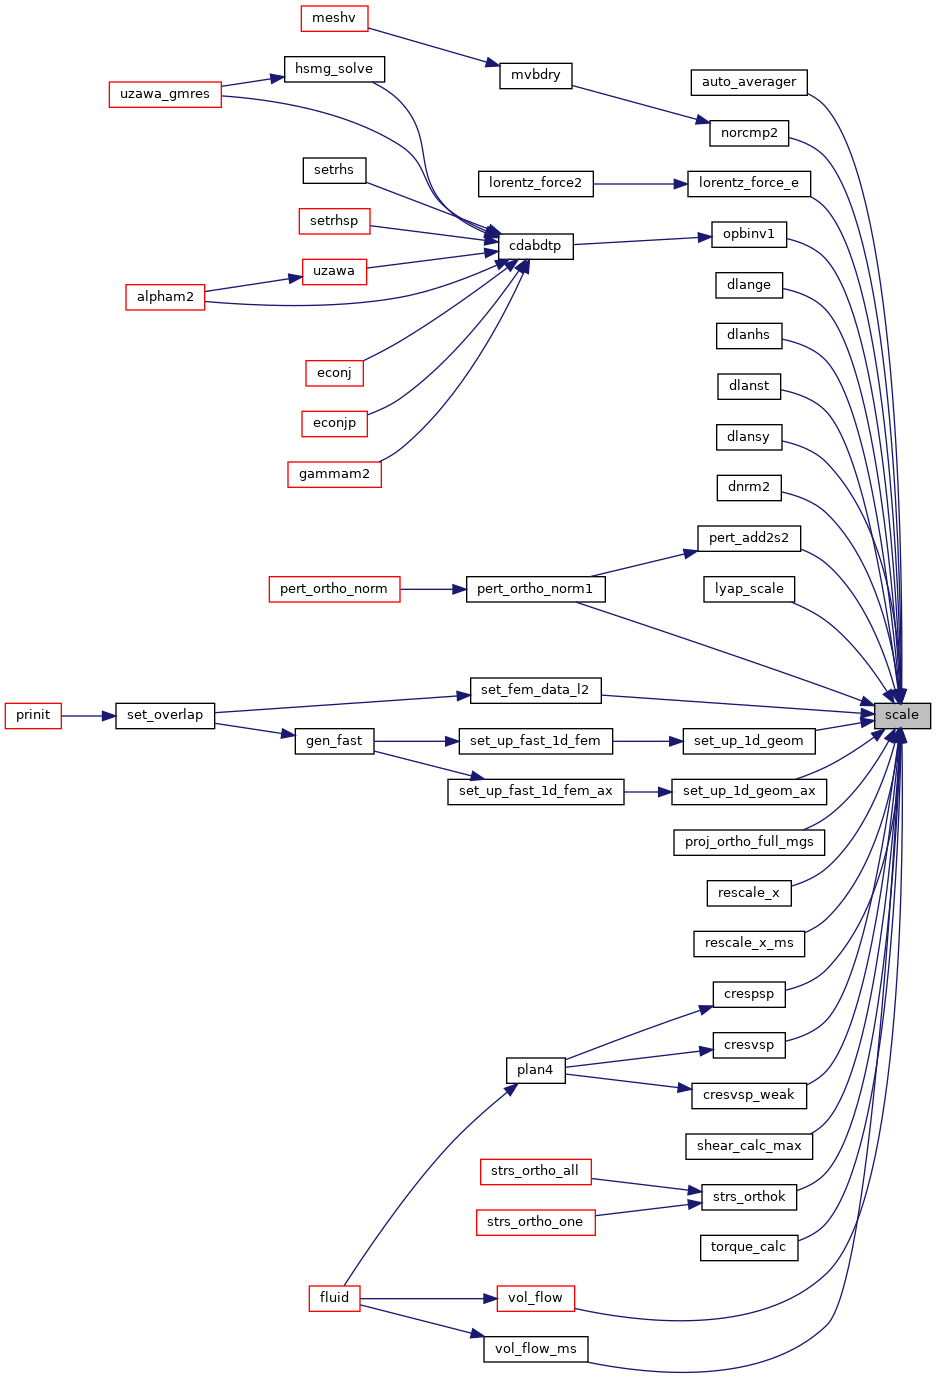 meshv
hsmg_solve
mvbdry
auto_averager
uzawa_gmres
norcmp2
setrhs
lorentz_force2
lorentz_force_e
setrhsp
opbinv1
cdabdtp
uzawa
dlange
alpham2
dlanhs
econj
dlanst
econjp
dlansy
gammam2
dnrm2
pert_add2s2
pert_ortho_norm
pert_ortho_norm1
lyap_scale
set_fem_data_l2
prinit
set_overlap
scale
gen_fast
set_up_fast_1d_fem
set_up_1d_geom
set_up_fast_1d_fem_ax
set_up_1d_geom_ax
proj_ortho_full_mgs
rescale_x
rescale_x_ms
crespsp
cresvsp
plan4
cresvsp_weak
shear_calc_max
strs_ortho_all
strs_orthok
strs_ortho_one
torque_calc
fluid
vol_flow
vol_flow_ms